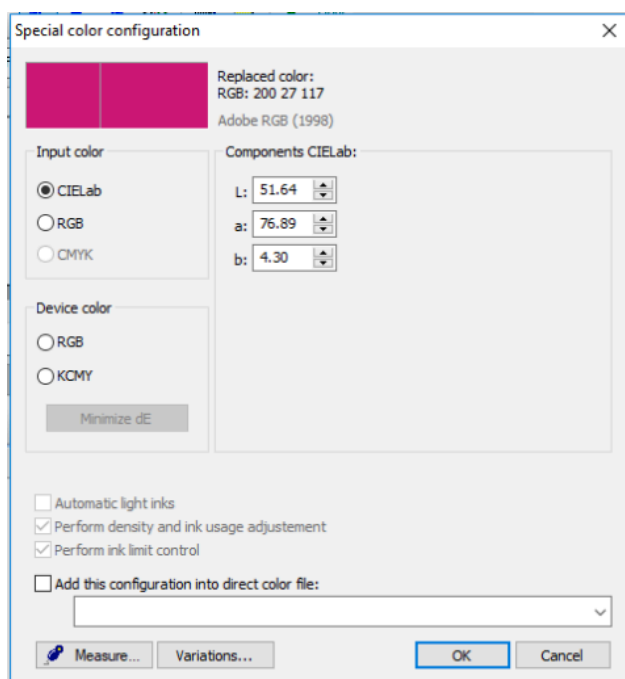 Special color configuration
Replaced color:
RGB: 200 27 117
Adobe RGB (1998)
Input color
CIELab
RGB
CMYK
Components CIELab:
L: 51.64
a: 76.89
b: 4.30
Device color
RGB
KCMY
Minimize dE
Automatic light inks
Perform density and ink usage adjustement
Perform ink limit control
Add this configuration into direct color file:
Measure... Variations... OK Cancel